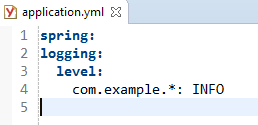 application.yml
1 spring:
2 logging:
3   level:
4     com.example.*: INFO
5